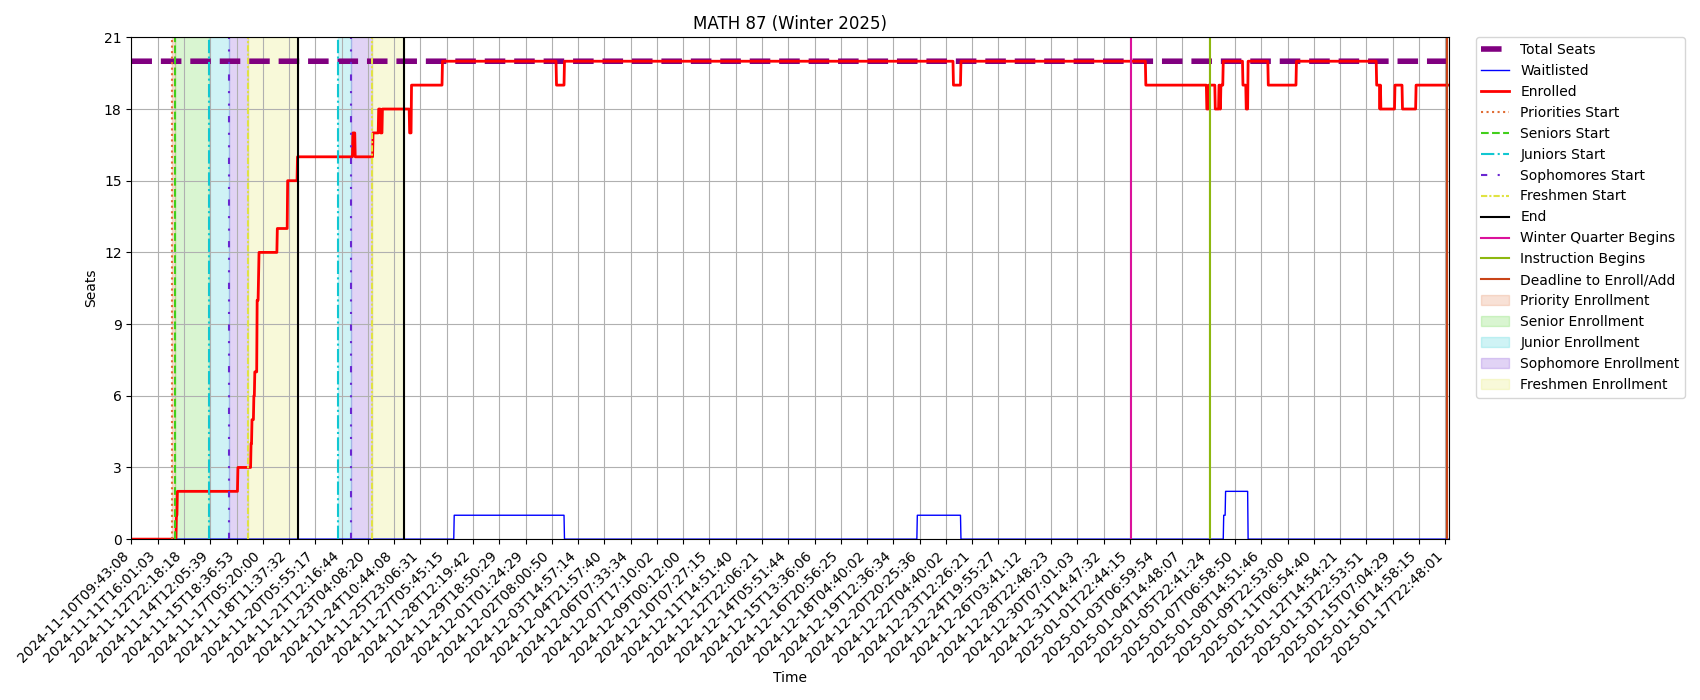 MATH 87 (Winter 2025)
Seats
21
18
15
12
9
6
3
0
2024-11-10T09:43:08
2024-11-11T16:01:03
2024-11-12T22:18:18
2024-11-14T12:05:39
2024-11-15T18:36:53
2024-11-17T05:20:00
2024-11-18T11:37:32
2024-11-20T05:55:17
2024-11-21T12:16:44
2024-11-23T04:08:20
2024-11-24T10:44:08
2024-11-25T23:06:31
2024-11-27T05:45:15
2024-11-28T12:19:42
2024-11-29T18:50:29
2024-12-01T01:24:29
2024-12-02T08:00:50
2024-12-03T14:57:14
2024-12-04T21:57:40
2024-12-06T07:33:34
2024-12-07T17:10:02
2024-12-09T00:12:00
2024-12-10T07:27:15
2024-12-11T14:51:40
2024-12-12T22:06:21
2024-12-14T05:51:44
2024-12-15T13:36:06
2024-12-16T20:56:25
2024-12-18T04:40:02
2024-12-19T12:36:34
2024-12-20T20:25:36
2024-12-22T04:40:02
2024-12-23T12:26:21
2024-12-24T19:55:27
2024-12-26T03:41:12
2024-12-28T22:48:23
2024-12-30T07:01:03
2024-12-31T14:47:32
2025-01-01T22:44:15
2025-01-03T06:59:54
2025-01-04T14:48:07
2025-01-05T22:41:24
2025-01-07T06:58:50
2025-01-08T14:51:46
2025-01-09T22:53:00
2025-01-11T06:54:40
2025-01-12T14:54:21
2025-01-13T22:53:51
2025-01-15T07:04:29
2025-01-16T14:58:15
2025-01-17T22:48:01
Time
Total Seats
Waitlisted
Enrolled
Priorities Start
Seniors Start
Juniors Start
Sophomores Start
Freshmen Start
End
Winter Quarter Begins
Instruction Begins
Deadline to Enroll/Add
Priority Enrollment
Senior Enrollment
Junior Enrollment
Sophomore Enrollment
Freshmen Enrollment